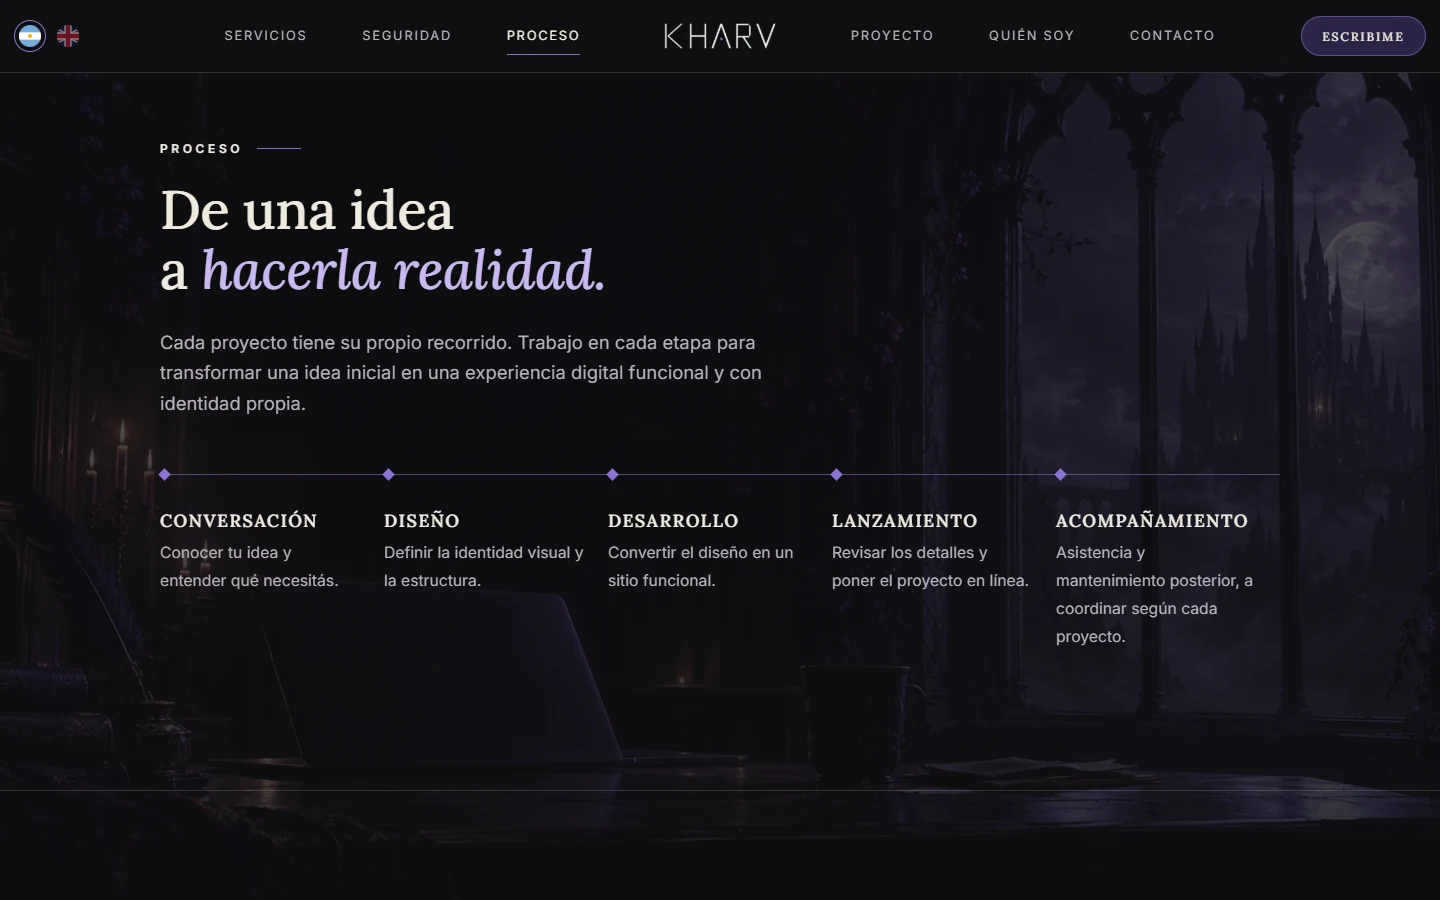 SERVICIOS
SEGURIDAD
PROCESO
KHARV
PROYECTO
QUIÉN SOY
CONTACTO
ESCRIBIME
PROCESO
De una idea
a hacerla realidad.
Cada proyecto tiene su propio recorrido. Trabajo en cada etapa para
transformar una idea inicial en una experiencia digital funcional y con
identidad propia.
CONVERSACIÓN
Conocer tu idea y
entender qué necesitás.
DISEÑO
Definir la identidad visual y
la estructura.
DESARROLLO
Convertir el diseño en un
sitio funcional.
LANZAMIENTO
Revisar los detalles y
poner el proyecto en línea.
ACOMPAÑAMIENTO
Asistencia y
mantenimiento posterior, a
coordinar según cada
proyecto.